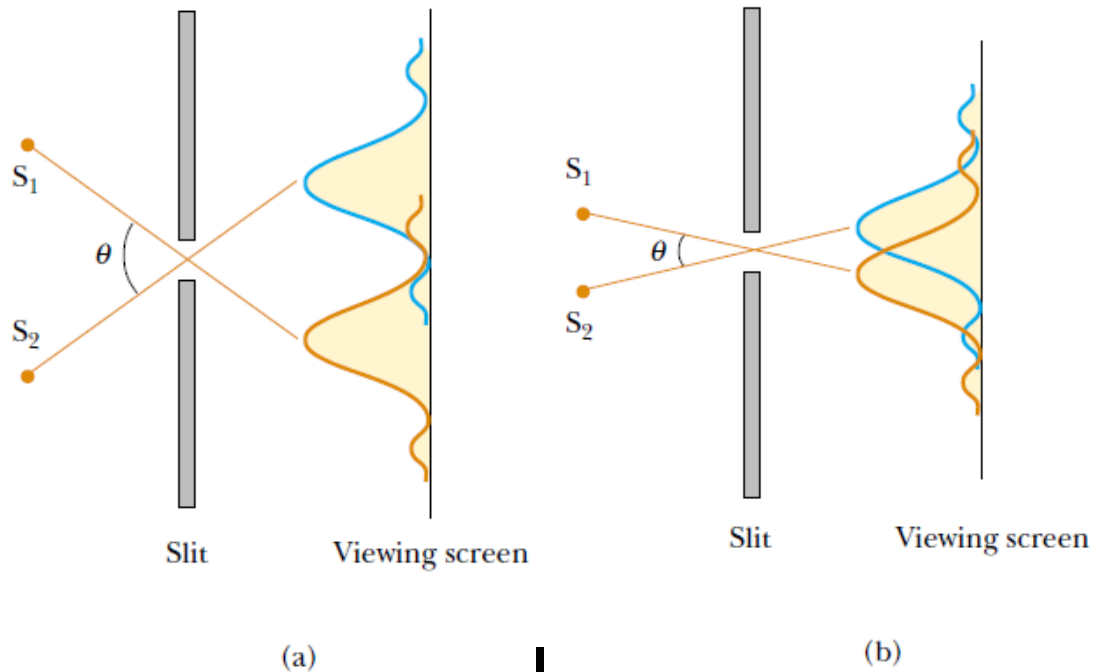 S₁
θ
S₂
Slit
Viewing screen
(a)
S₁
θ
S₂
Slit
Viewing screen
(b)